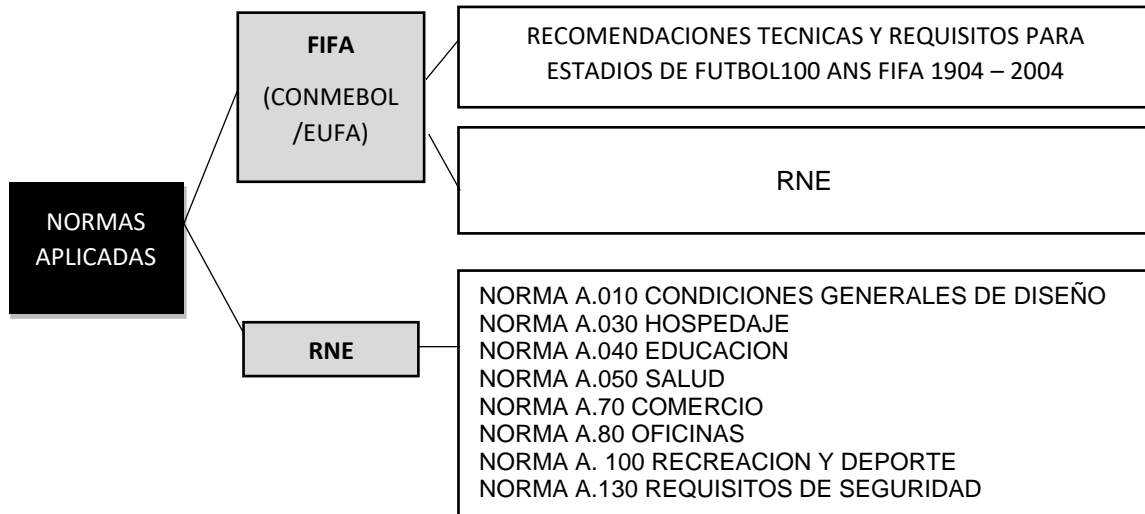 NORMAS
APLICADAS
FIFA
(CONMEBOL
/EUFA)
RECOMENDACIONES TECNICAS Y REQUISITOS PARA
ESTADIOS DE FUTBOL100 ANS FIFA 1904 – 2004
RNE
RNE
NORMA A.010 CONDICIONES GENERALES DE DISEÑO
NORMA A.030 HOSPEDAJE
NORMA A.040 EDUCACION
NORMA A.050 SALUD
NORMA A.70 COMERCIO
NORMA A.80 OFICINAS
NORMA A. 100 RECREACION Y DEPORTE
NORMA A.130 REQUISITOS DE SEGURIDAD